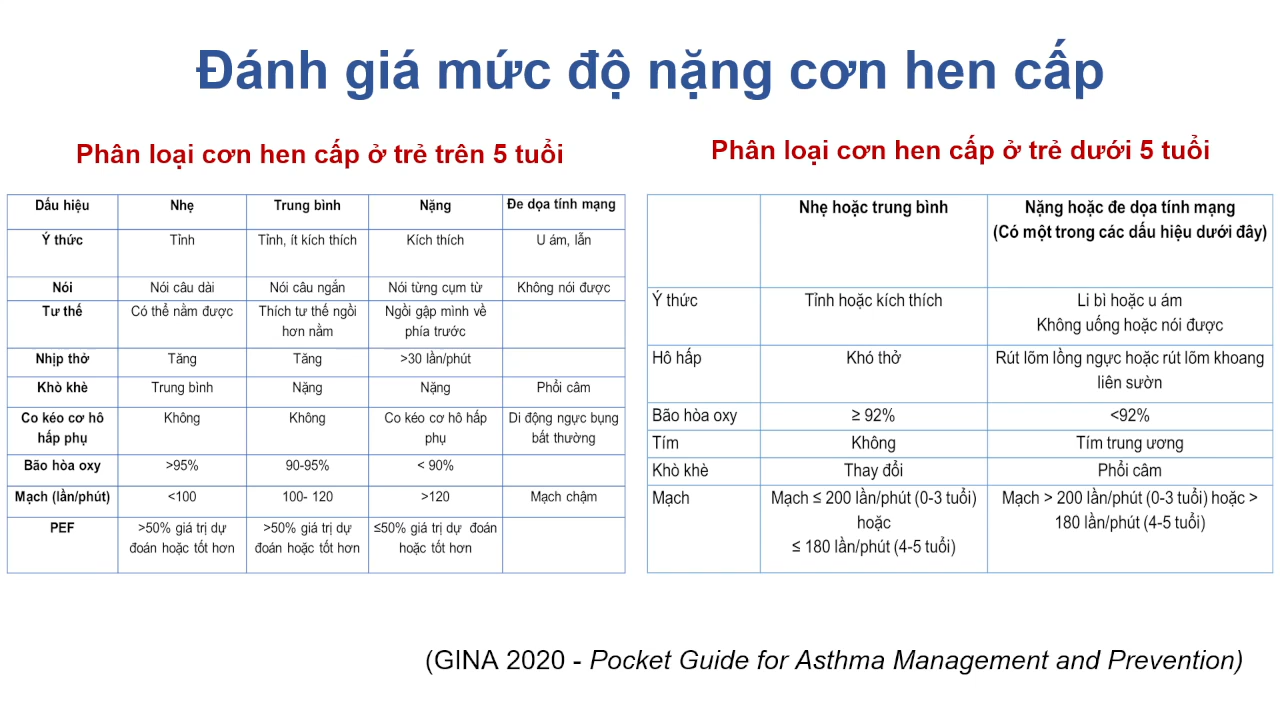 Đánh giá mức độ nặng cơn hen cấp
Phân loại cơn hen cấp ở trẻ trên 5 tuổi
Dấu hiệu Nhẹ Trung bình Nặng Đe dọa tính mạng
Ý thức Tỉnh Tỉnh, ít kích thích Kích thích U ám, lẫn
Nói Nói câu dài Nói câu ngắn Nói từng cụm từ Không nói được
Tư thế Có thể nằm được Thích tư thế ngồi Ngồi gập mình về
hơn nằm phía trước
Nhịp thở Tăng Tăng >30 lần/phút
Khò khè Trung bình Nặng Nặng Phổi câm
Co kéo cơ hô Không Không Co kéo cơ hô hấp Di động ngực bụng
hấp phụ phụ bất thường
Bão hòa oxy >95% 90-95% < 90%
Mạch (lần/phút) <100 100- 120 >120 Mạch chậm
PEF >50% giá trị dự >50% giá trị dự ≤50% giá trị dự đoán
đoán hoặc tốt hơn đoán hoặc tốt hơn hoặc tốt hơn
Phân loại cơn hen cấp ở trẻ dưới 5 tuổi
Nhẹ hoặc trung bình Nặng hoặc đe dọa tính mạng
(Có một trong các dấu hiệu dưới đây)
Ý thức Tỉnh hoặc kích thích Li bì hoặc u ám
Không uống hoặc nói được
Hô hấp Khó thở Rút lõm lồng ngực hoặc rút lõm khoang
liên sườn
Bão hòa oxy ≥ 92% <92%
Tím Không Tím trung ương
Khò khè Thay đổi Phổi câm
Mạch Mạch ≤ 200 lần/phút (0-3 tuổi) Mạch > 200 lần/phút (0-3 tuổi) hoặc >
hoặc 180 lần/phút (4-5 tuổi)
≤ 180 lần/phút (4-5 tuổi)
(GINA 2020 - Pocket Guide for Asthma Management and Prevention)